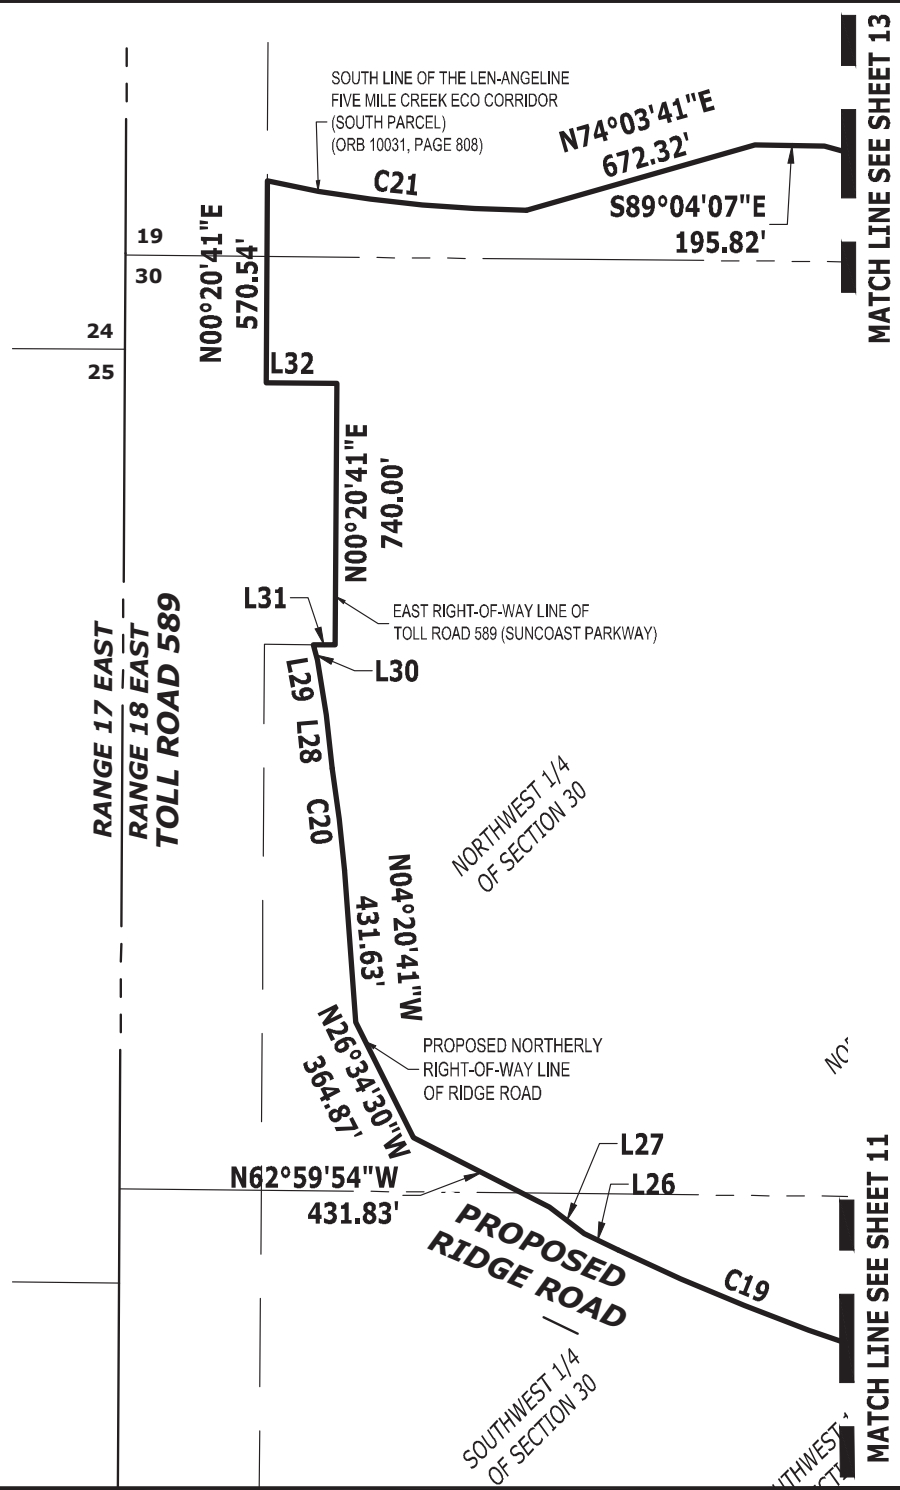 SOUTH LINE OF THE LEN-ANGELINE
FIVE MILE CREEK ECO CORRIDOR
(SOUTH PARCEL)
(ORB 10031, PAGE 808)
N74°03'41"E
672.32'
C21
S89°04'07"E
195.82'
MATCH LINE SEE SHEET 13
19
30
N00°20'41"E
570.54'
24
25
L32
N00°20'41"E
740.00'
L31
EAST RIGHT-OF-WAY LINE OF
TOLL ROAD 589 (SUNCOAST PARKWAY)
L30
L29
L28
C20
RANGE 17 EAST
RANGE 18 EAST
TOLL ROAD 589
NORTHWEST 1/4
OF SECTION 30
N04°20'41"W
431.63'
N26°34'30"W
364.87'
PROPOSED NORTHERLY
RIGHT-OF-WAY LINE
OF RIDGE ROAD
L27
L26
N62°59'54"W
431.83'
PROPOSED
RIDGE ROAD
C19
MATCH LINE SEE SHEET 11
SOUTHWEST 1/4
OF SECTION 30